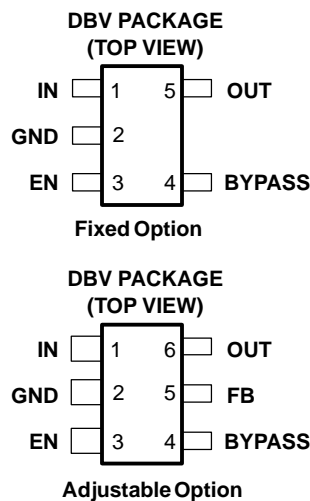 DBV PACKAGE
(TOP VIEW)
IN 1 5 OUT
GND 2
EN 3 4 BYPASS
Fixed Option
DBV PACKAGE
(TOP VIEW)
IN 1 6 OUT
GND 2 5 FB
EN 3 4 BYPASS
Adjustable Option